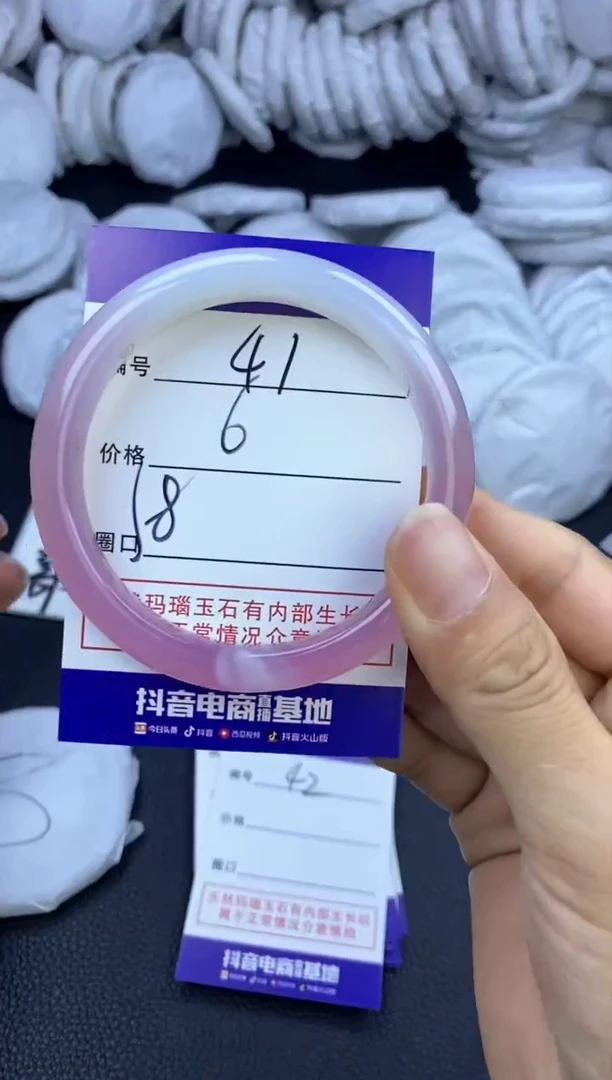 编号 41
6
价格
58
圈口
玛瑙玉石有内部生长
正常情况介意
抖音电商直播基地
今日头条 抖音 西瓜视频 抖音火山版
编号 42
价格
圈口
天然玛瑙玉石有内部生长纹
属于正常情况介意慎拍
抖音电商直播基地